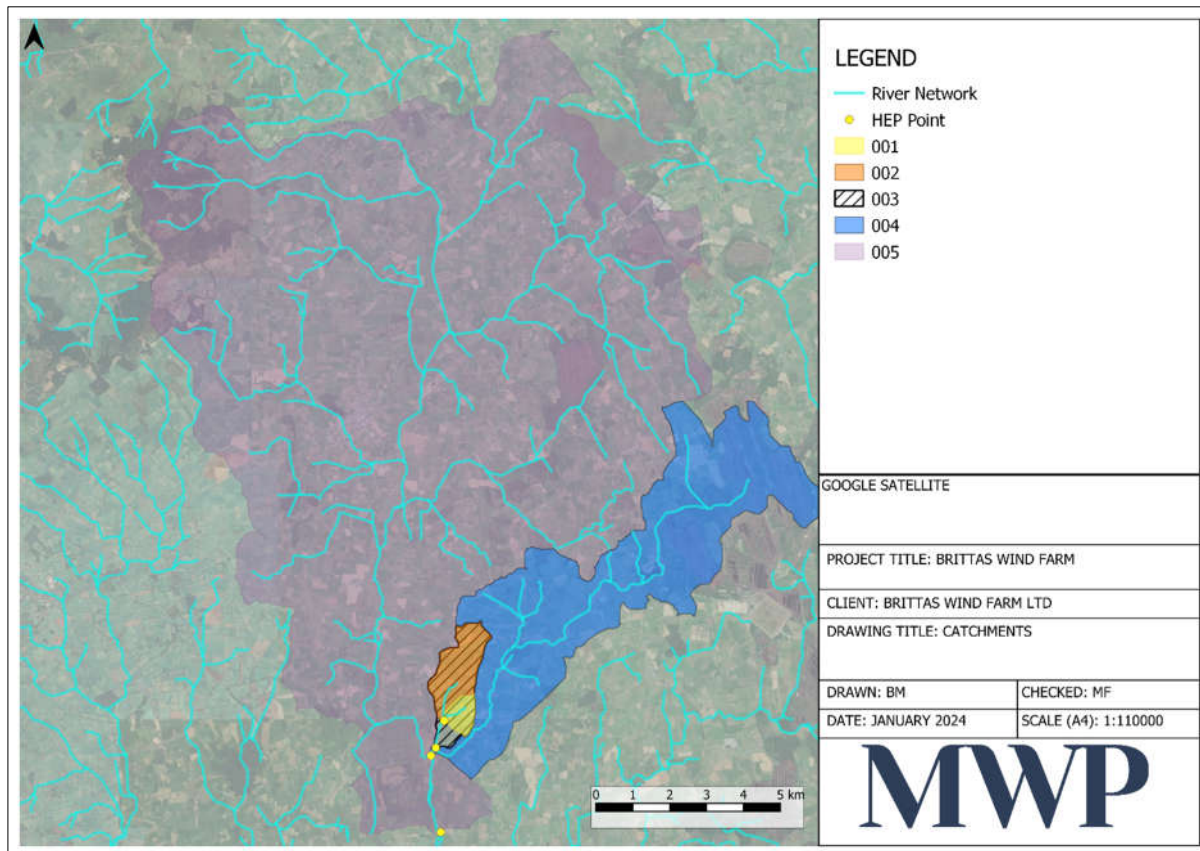 LEGEND
River Network
HEP Point
001
002
003
004
005
GOOGLE SATELLITE
PROJECT TITLE: BRITTAS WIND FARM
CLIENT: BRITTAS WIND FARM LTD
DRAWING TITLE: CATCHMENTS
DRAWN: BM
CHECKED: MF
DATE: JANUARY 2024
SCALE (A4): 1:110000
MWP
0 1 2 3 4 5 km